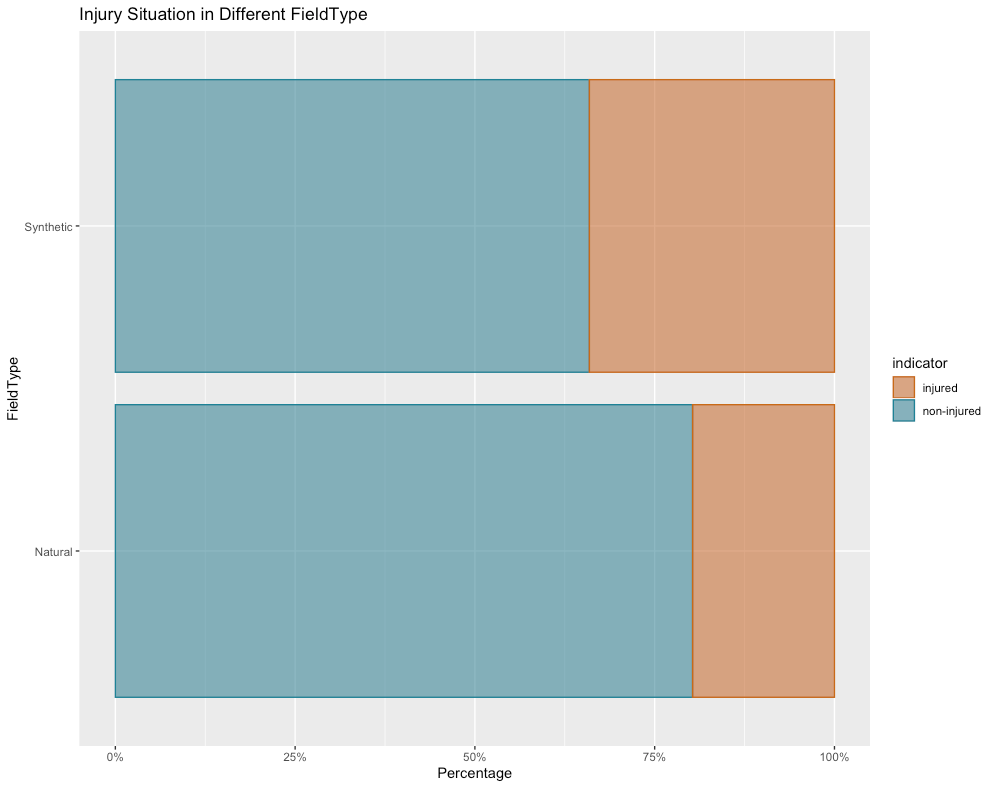 Injury Situation in Different FieldType
Synthetic
Natural
FieldType
0% 25% 50% 75% 100%
Percentage
indicator
injured
non-injured